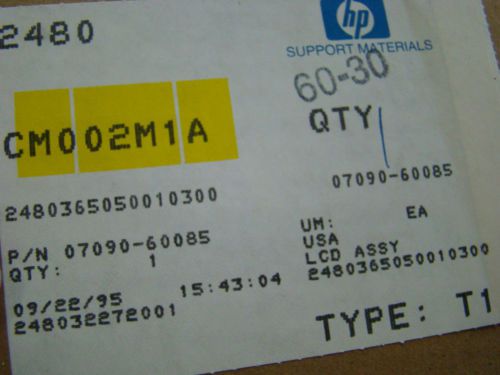 2480
hp
SUPPORT MATERIALS
60-30
CM002M1A
QTY
2480365050010300
07090-60085
P/N 07090-60085
QTY: 1
UM: EA
USA
LCD ASSY
2480365050010300
09/22/95 15:43:04
248032272001
TYPE: T1